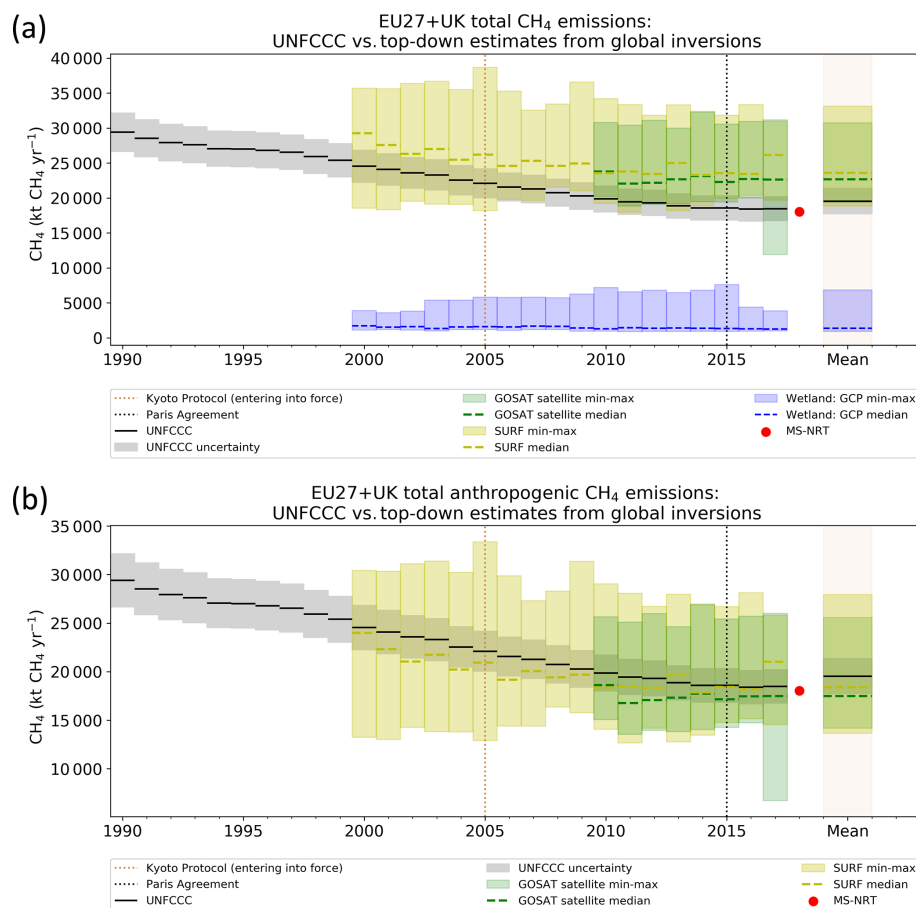 (a)
EU27+UK total CH₄ emissions:
UNFCCC vs. top-down estimates from global inversions
CH₄ (kt CH₄ yr⁻¹)
40 000
35 000
30 000
25 000
20 000
15 000
10 000
5000
0
1990 1995 2000 2005 2010 2015 Mean
Kyoto Protocol (entering into force)
Paris Agreement
UNFCCC
UNFCCC uncertainty
GOSAT satellite min-max
GOSAT satellite median
SURF min-max
SURF median
Wetland: GCP min-max
Wetland: GCP median
MS-NRT
(b)
EU27+UK total anthropogenic CH₄ emissions:
UNFCCC vs. top-down estimates from global inversions
CH₄ (kt CH₄ yr⁻¹)
35 000
30 000
25 000
20 000
15 000
10 000
1990 1995 2000 2005 2010 2015 Mean
Kyoto Protocol (entering into force)
Paris Agreement
UNFCCC
UNFCCC uncertainty
GOSAT satellite min-max
GOSAT satellite median
SURF min-max
SURF median
MS-NRT